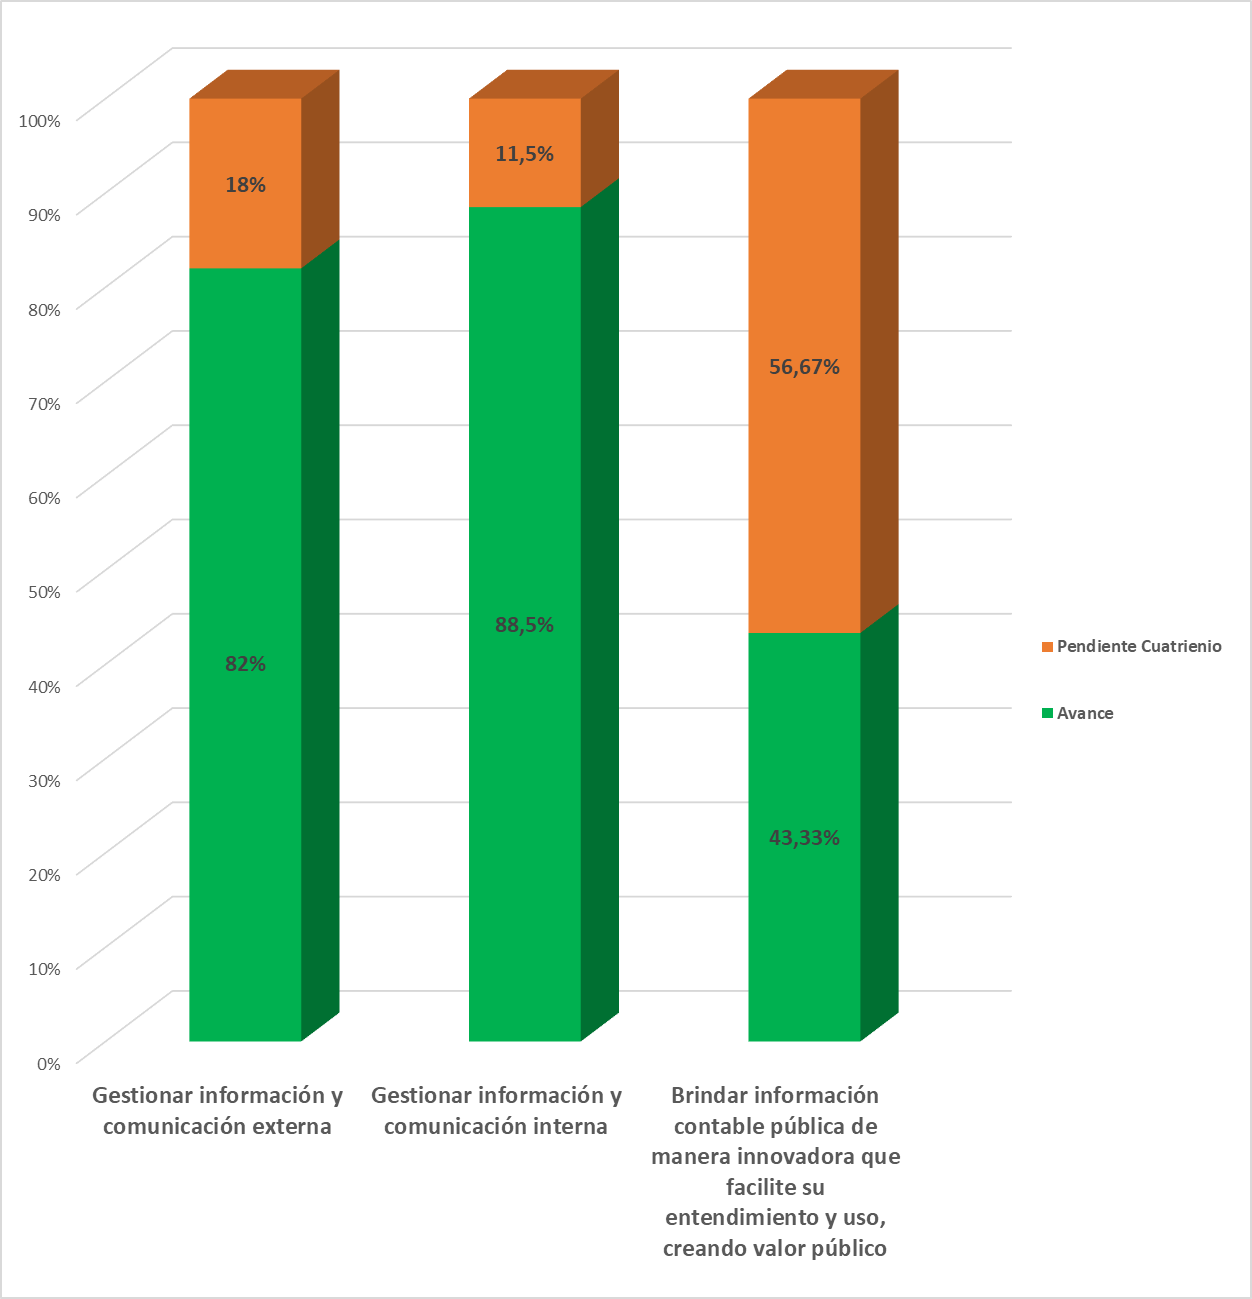 100%
90%
80%
70%
60%
50%
40%
30%
20%
10%
0%
18%
82%
11,5%
88,5%
56,67%
43,33%
Gestionar información y
comunicación externa
Gestionar información y
comunicación interna
Brindar información
contable pública de
manera innovadora que
facilite su
entendimiento y uso,
creando valor público
Pendiente Cuatrienio
Avance